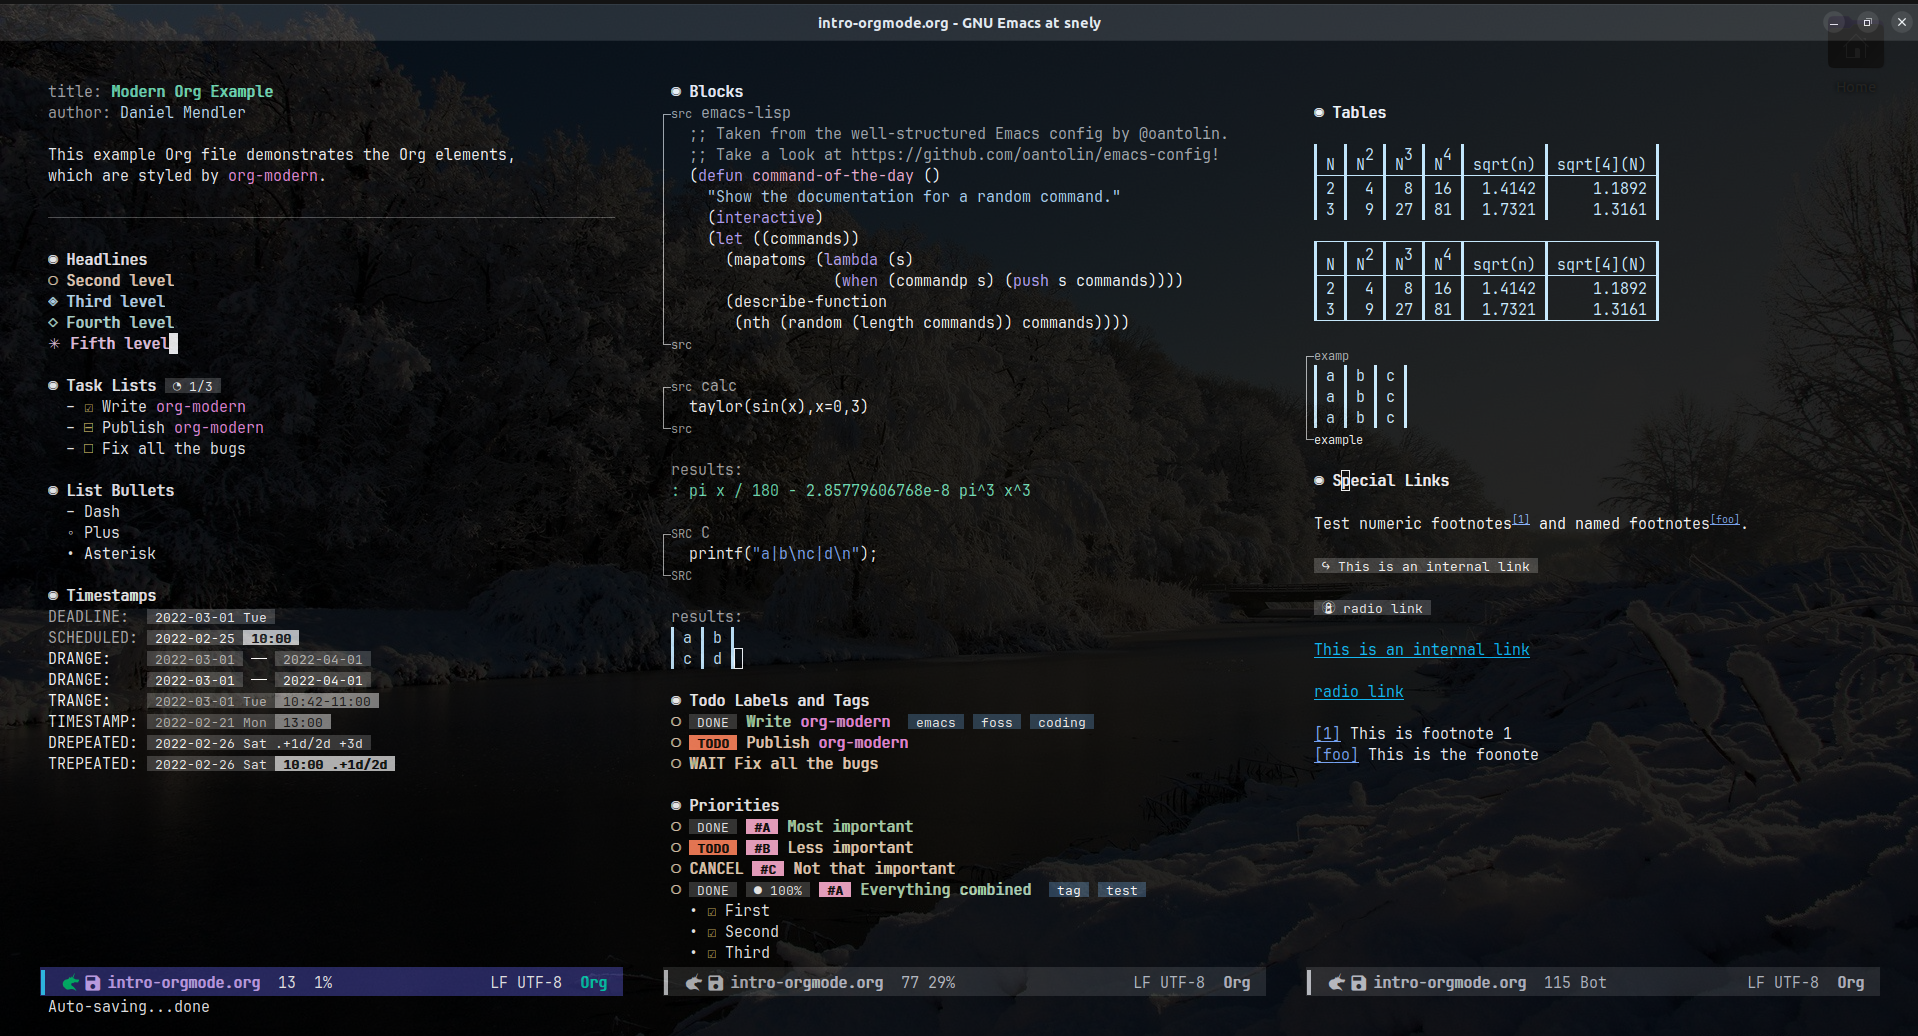 intro-orgmode.org - GNU Emacs at snely
Home
title: Modern Org Example
author: Daniel Mendler
This example Org file demonstrates the Org elements,
which are styled by org-modern.
◉ Headlines
○ Second level
◈ Third level
◇ Fourth level
✳ Fifth level
◉ Task Lists ◔ 1/3
– ☑ Write org-modern
– ⊟ Publish org-modern
– □ Fix all the bugs
◉ List Bullets
– Dash
◦ Plus
• Asterisk
◉ Timestamps
DEADLINE: 2022-03-01 Tue
SCHEDULED: 2022-02-25 10:00
DRANGE: 2022-03-01 — 2022-04-01
DRANGE: 2022-03-01 — 2022-04-01
TRANGE: 2022-03-01 Tue 10:42-11:00
TIMESTAMP: 2022-02-21 Mon 13:00
DREPEATED: 2022-02-26 Sat .+1d/2d +3d
TREPEATED: 2022-02-26 Sat 10:00 .+1d/2d
intro-orgmode.org 13 1% LF UTF-8 Org
Auto-saving...done
◉ Blocks
src emacs-lisp
;; Taken from the well-structured Emacs config by @oantolin.
;; Take a look at https://github.com/oantolin/emacs-config!
(defun command-of-the-day ()
"Show the documentation for a random command."
(interactive)
(let ((commands))
(mapatoms (lambda (s)
(when (commandp s) (push s commands))))
(describe-function
(nth (random (length commands)) commands))))
src
src calc
taylor(sin(x),x=0,3)
src
results:
: pi x / 180 - 2.85779606768e-8 pi^3 x^3
SRC C
printf("a|b\nc|d\n");
SRC
results:
a b
c d
◉ Todo Labels and Tags
○ DONE Write org-modern emacs foss coding
○ TODO Publish org-modern
○ WAIT Fix all the bugs
◉ Priorities
○ DONE #A Most important
○ TODO #B Less important
○ CANCEL #C Not that important
○ DONE ● 100% #A Everything combined tag test
• ☑ First
• ☑ Second
• ☑ Third
intro-orgmode.org 77 29% LF UTF-8 Org
◉ Tables
N N² N³ N⁴ sqrt(n) sqrt[4](N)
2 4 8 16 1.4142 1.1892
3 9 27 81 1.7321 1.3161
N N² N³ N⁴ sqrt(n) sqrt[4](N)
2 4 8 16 1.4142 1.1892
3 9 27 81 1.7321 1.3161
examp
a b c
a b c
a b c
example
◉ Special Links
Test numeric footnotes[1] and named footnotes[foo].
↪ This is an internal link
radio link
This is an internal link
radio link
[1] This is footnote 1
[foo] This is the foonote
intro-orgmode.org 115 Bot LF UTF-8 Org